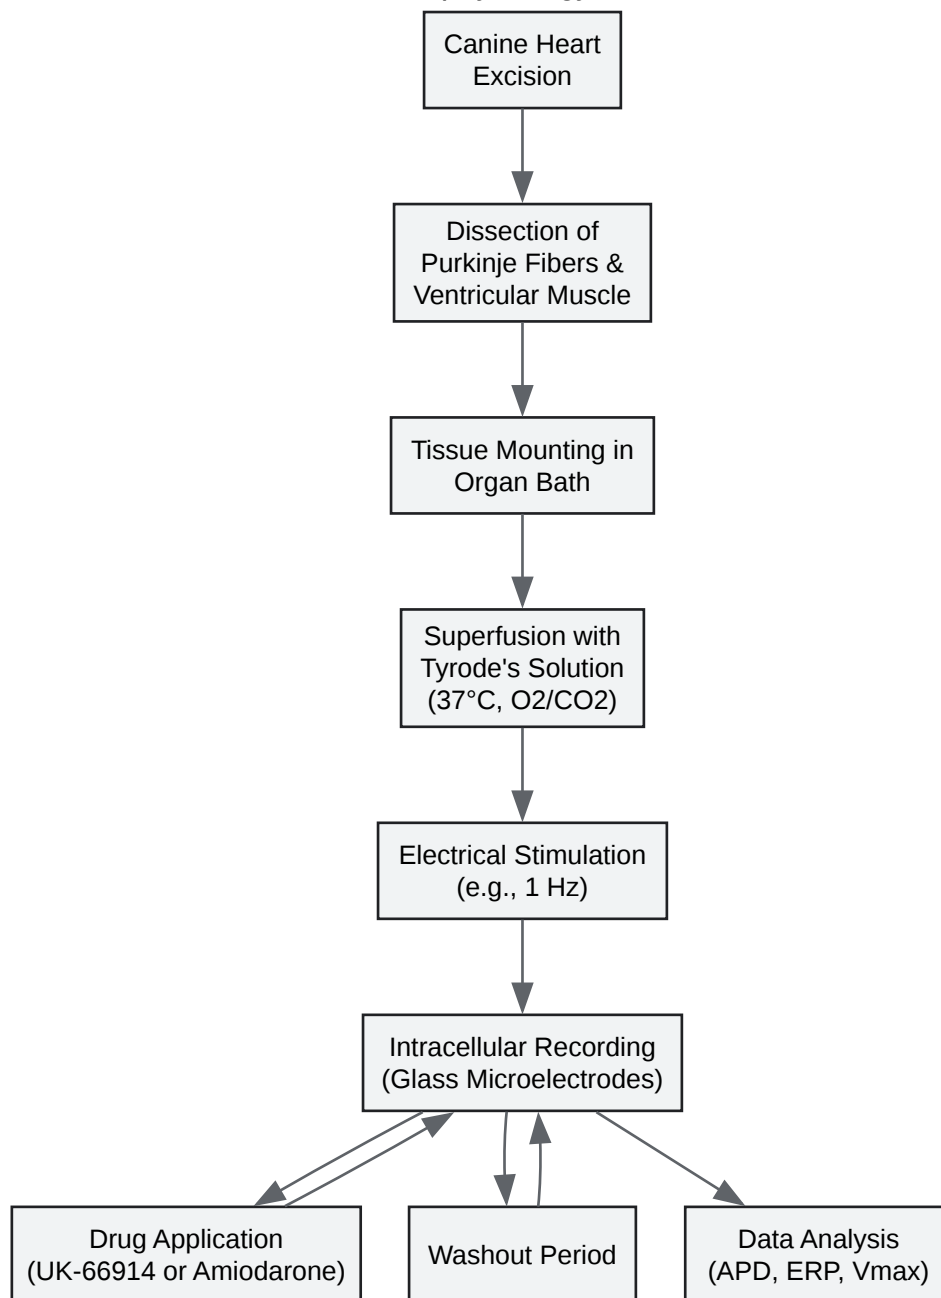 Canine Heart
Excision
Dissection of
Purkinje Fibers &
Ventricular Muscle
Tissue Mounting in
Organ Bath
Superfusion with
Tyrode's Solution
(37°C, O2/CO2)
Electrical Stimulation
(e.g., 1 Hz)
Intracellular Recording
(Glass Microelectrodes)
Drug Application
(UK-66914 or Amiodarone)
Washout Period
Data Analysis
(APD, ERP, Vmax)